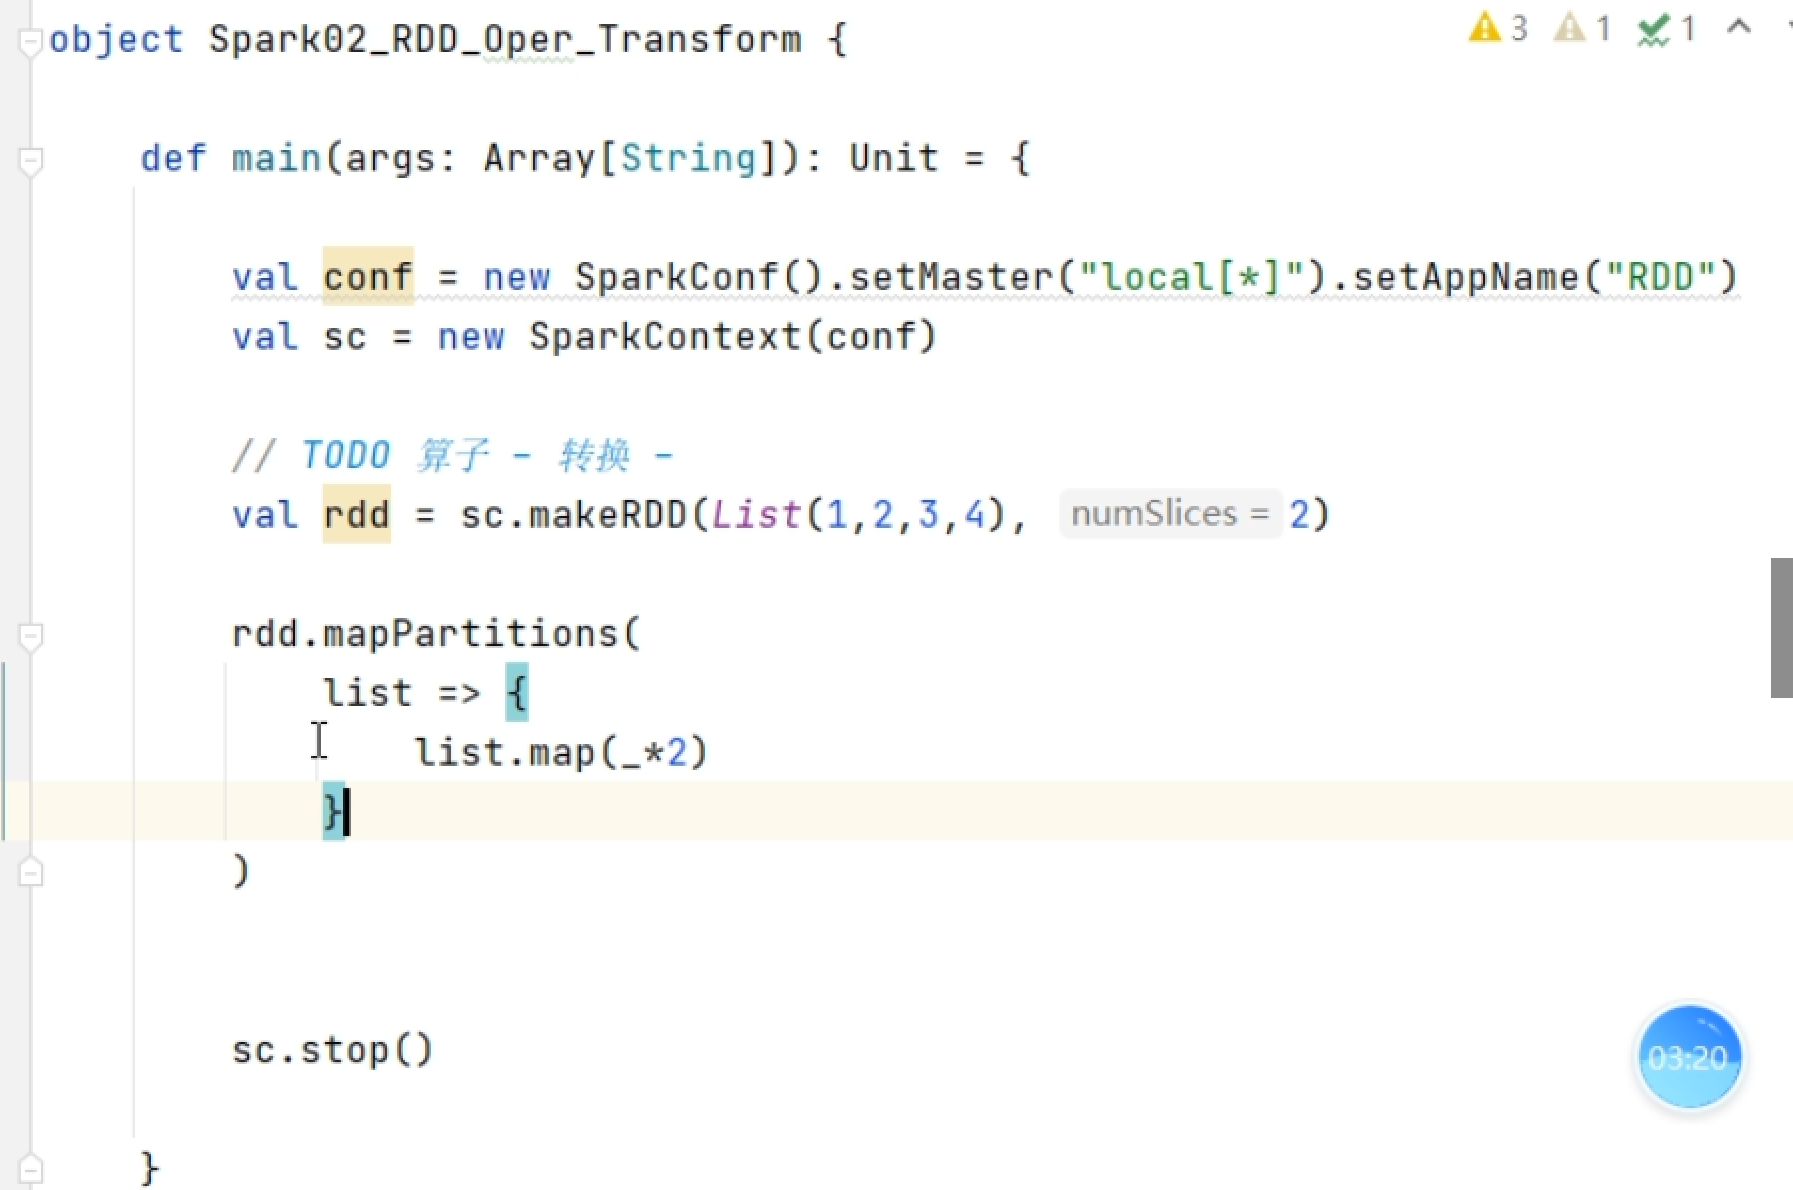 object Spark02_RDD_Oper_Transform {
3 1 1
def main(args: Array[String]): Unit = {
val conf = new SparkConf().setMaster("local[*]").setAppName("RDD")
val sc = new SparkContext(conf)
// TODO 算子 - 转换 -
val rdd = sc.makeRDD(List(1,2,3,4), numSlices = 2)
rdd.mapPartitions(
list => {
list.map(_*2)
}
)
sc.stop()
03:20
}